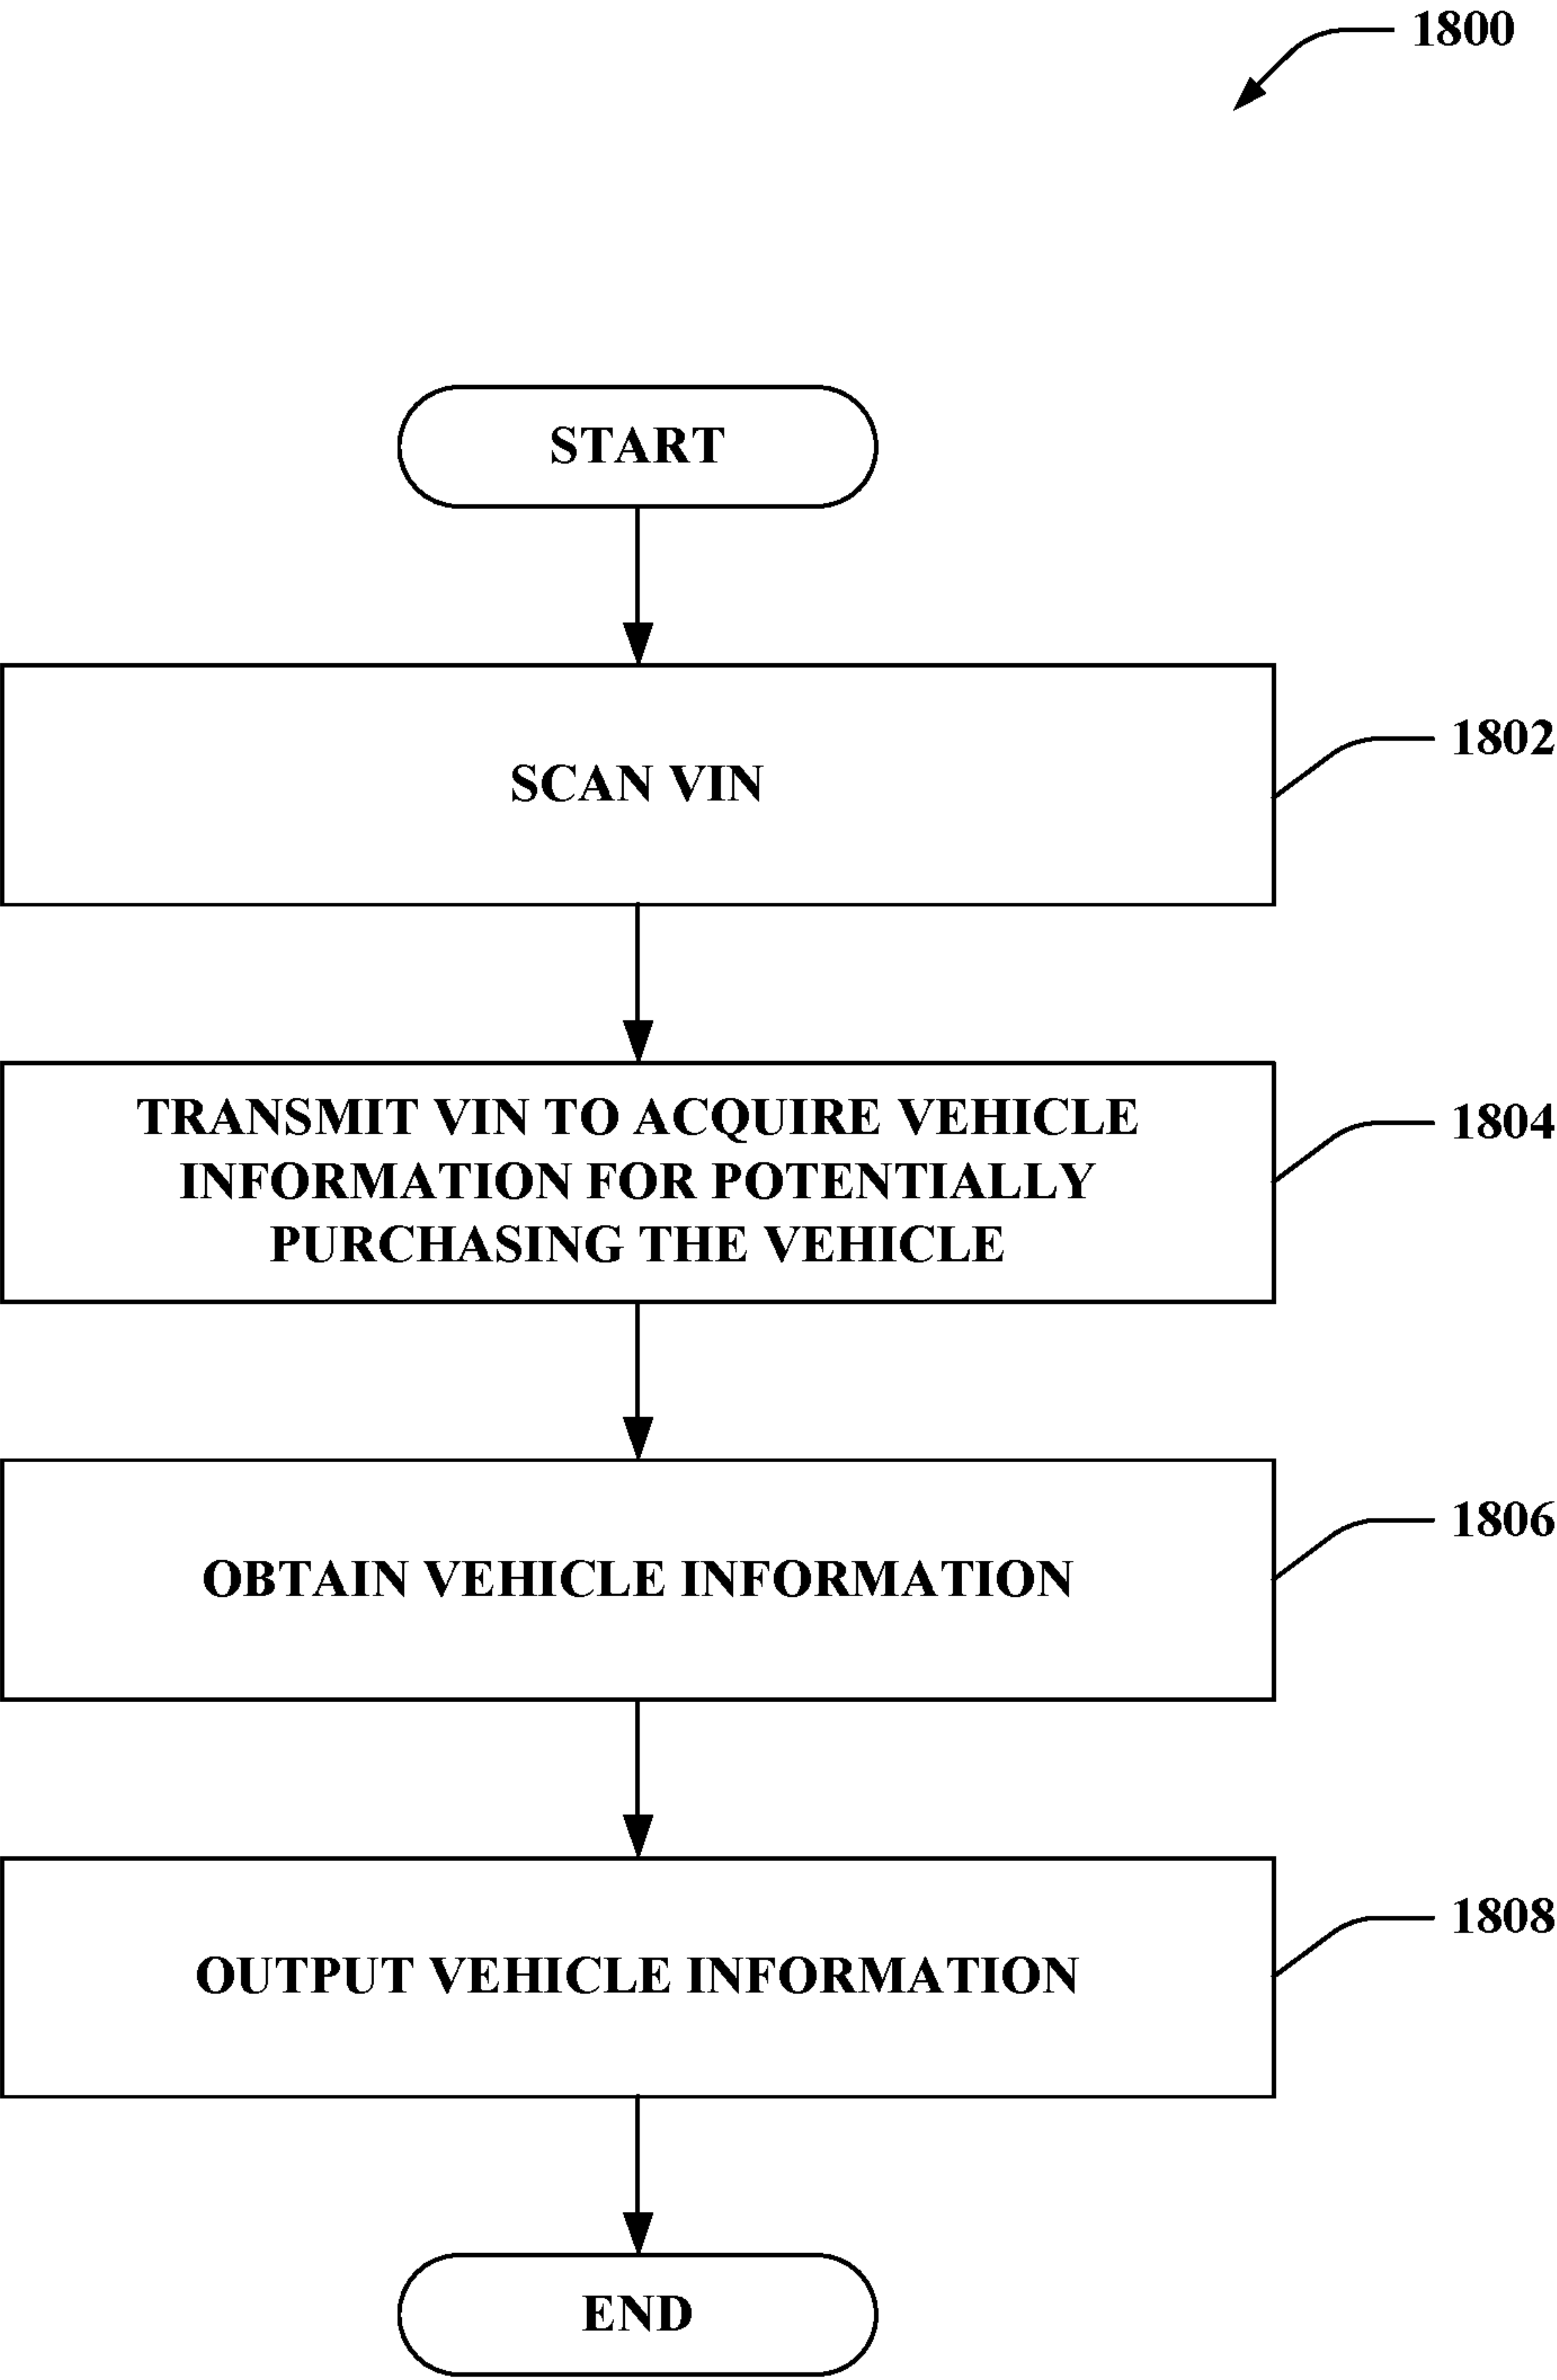 1800
START
SCAN VIN
1802
TRANSMIT VIN TO ACQUIRE VEHICLE
INFORMATION FOR POTENTIALLY
PURCHASING THE VEHICLE
1804
OBTAIN VEHICLE INFORMATION
1806
OUTPUT VEHICLE INFORMATION
1808
END